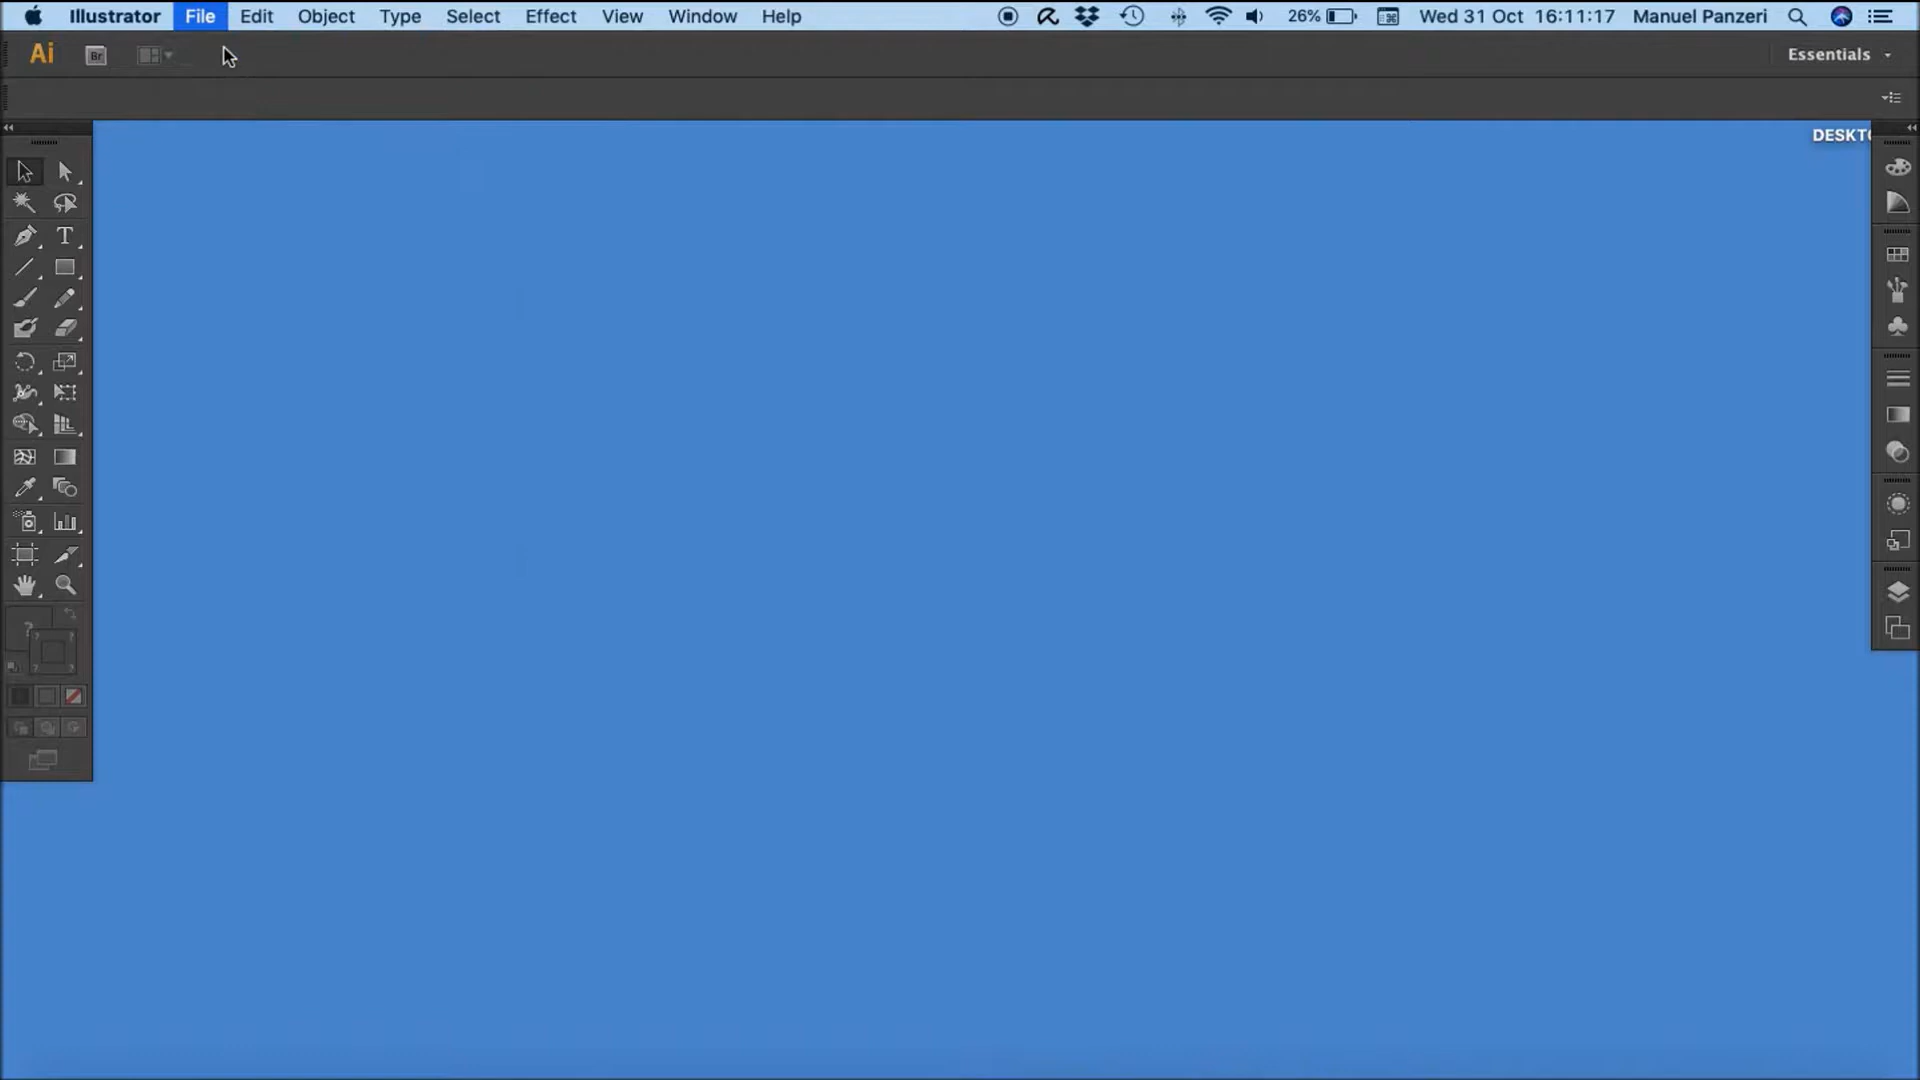 Illustrator File Edit Object Type Select Effect View Window Help 26% Wed 31 Oct 16:11:17 Manuel Panzeri
Ai Br Essentials
DESKTO
T